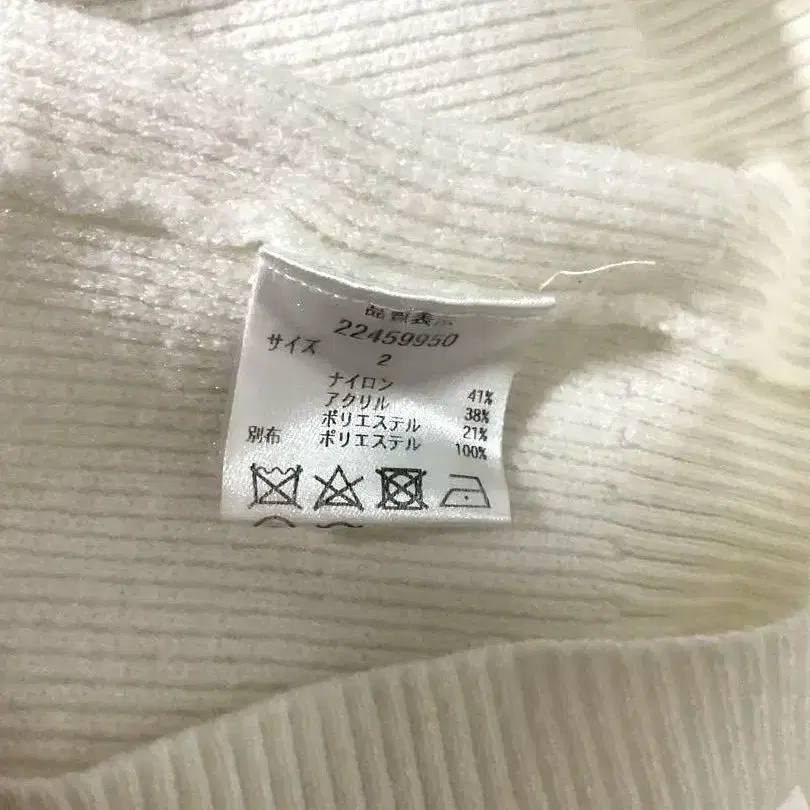 品質表示
22459950
サイズ 2
ナイロン 41%
アクリル 38%
ポリエステル 21%
別布 ポリエステル 100%